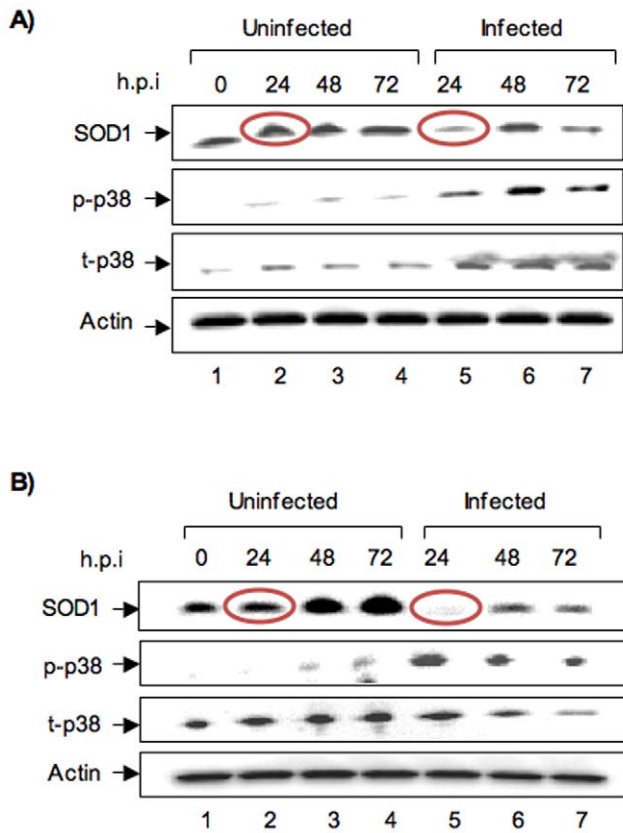 A)
Uninfected Infected
h.p.i 0 24 48 72 24 48 72
SOD1
p-p38
t-p38
Actin
1 2 3 4 5 6 7
B)
Uninfected Infected
h.p.i 0 24 48 72 24 48 72
SOD1
p-p38
t-p38
Actin
1 2 3 4 5 6 7